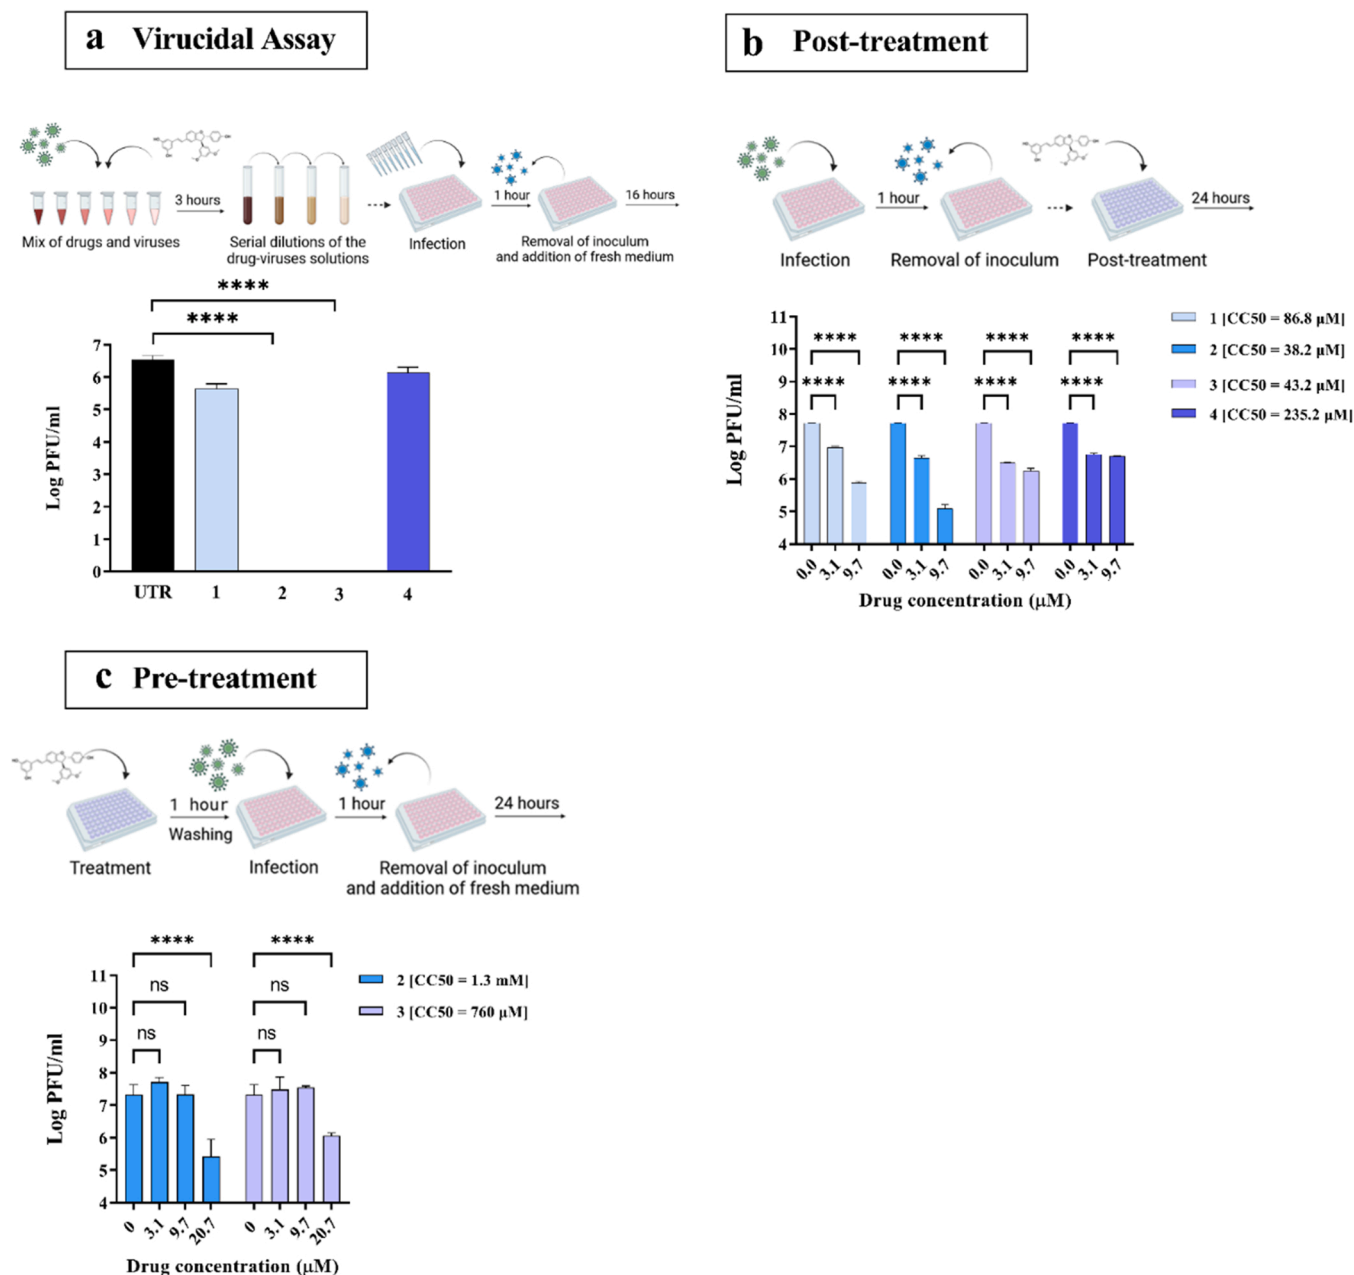 a Virucidal Assay
3 hours
1 hour
16 hours
Mix of drugs and viruses
Serial dilutions of the
drug-viruses solutions
Infection
Removal of inoculum
and addition of fresh medium
****
****
Log PFU/ml
7
6
5
4
3
2
1
0
UTR 1 2 3 4
b Post-treatment
1 hour
24 hours
Infection
Removal of inoculum
Post-treatment
11
10
9
8
7
6
5
4
Log PFU/ml
**** **** **** ****
**** **** **** ****
0.0 3.1 9.7 0.0 3.1 9.7 0.0 3.1 9.7 0.0 3.1 9.7
Drug concentration (μM)
1 [CC50 = 86.8 μM]
2 [CC50 = 38.2 μM]
3 [CC50 = 43.2 μM]
4 [CC50 = 235.2 μM]
c Pre-treatment
1 hour
Washing
1 hour
24 hours
Treatment
Infection
Removal of inoculum
and addition of fresh medium
**** ****
ns ns
ns ns
11
10
9
8
7
6
5
4
Log PFU/ml
0 3.1 9.7 20.7 0 3.1 9.7 20.7
Drug concentration (μM)
2 [CC50 = 1.3 mM]
3 [CC50 = 760 μM]